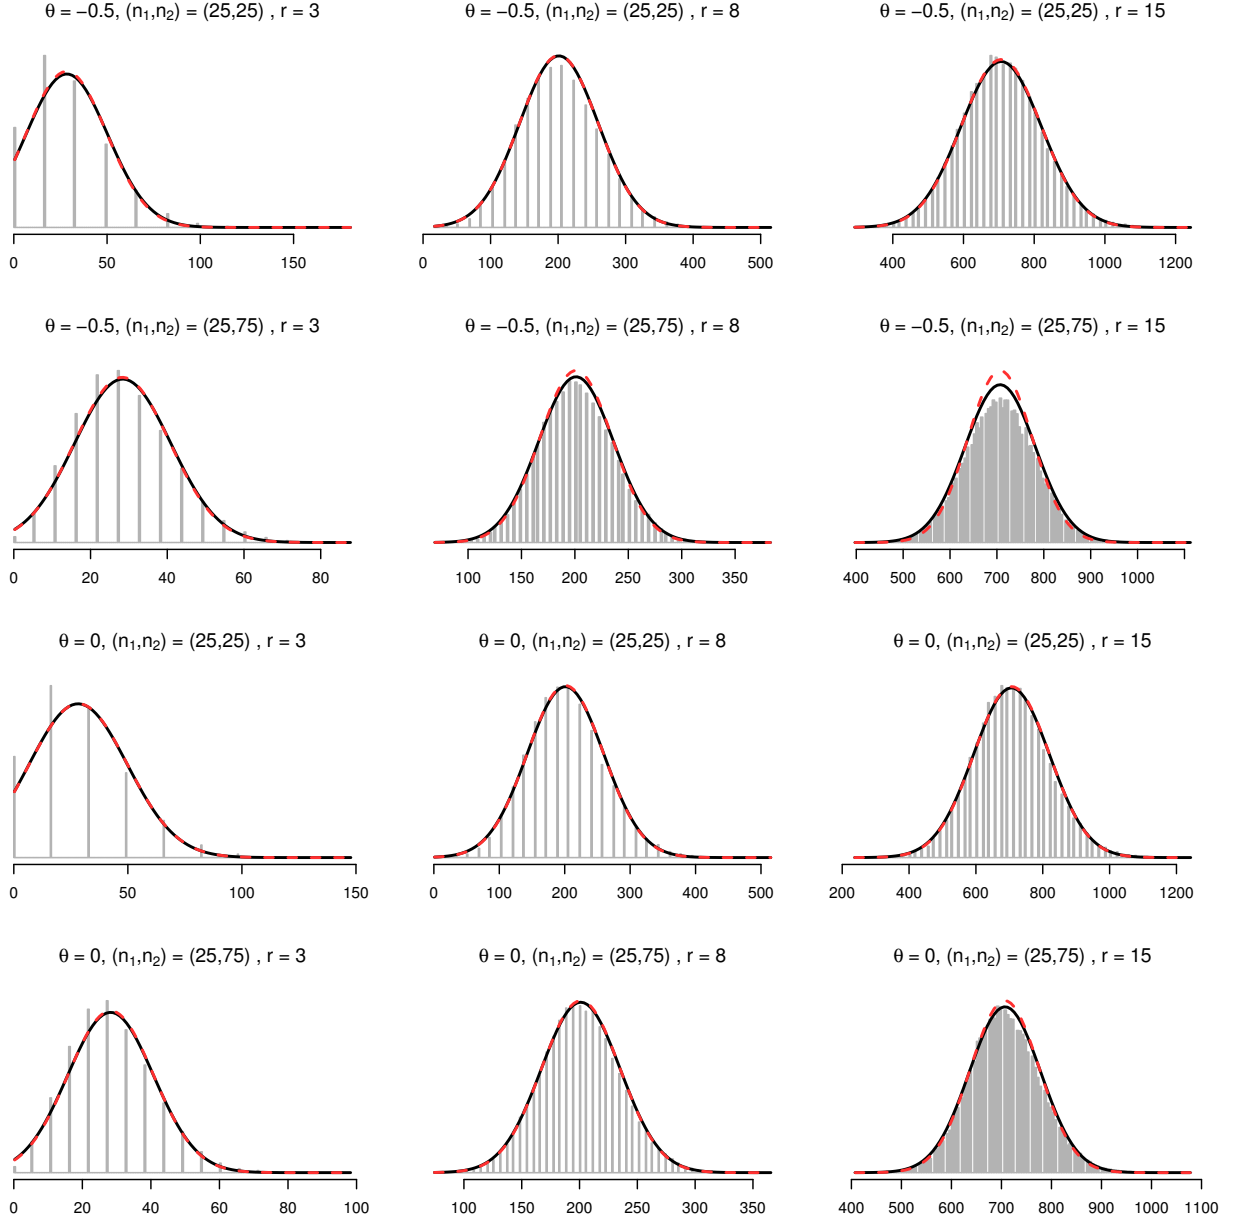 θ = −0.5, (n₁,n₂) = (25,25) , r = 3
θ = −0.5, (n₁,n₂) = (25,25) , r = 8
θ = −0.5, (n₁,n₂) = (25,25) , r = 15
0 50 100 150
0 100 200 300 400 500
400 600 800 1000 1200
θ = −0.5, (n₁,n₂) = (25,75) , r = 3
θ = −0.5, (n₁,n₂) = (25,75) , r = 8
θ = −0.5, (n₁,n₂) = (25,75) , r = 15
0 20 40 60 80
100 150 200 250 300 350
400 500 600 700 800 900 1000
θ = 0, (n₁,n₂) = (25,25) , r = 3
θ = 0, (n₁,n₂) = (25,25) , r = 8
θ = 0, (n₁,n₂) = (25,25) , r = 15
0 50 100 150
0 100 200 300 400 500
200 400 600 800 1000 1200
θ = 0, (n₁,n₂) = (25,75) , r = 3
θ = 0, (n₁,n₂) = (25,75) , r = 8
θ = 0, (n₁,n₂) = (25,75) , r = 15
0 20 40 60 80 100
100 150 200 250 300 350
400 500 600 700 800 900 1000 1100